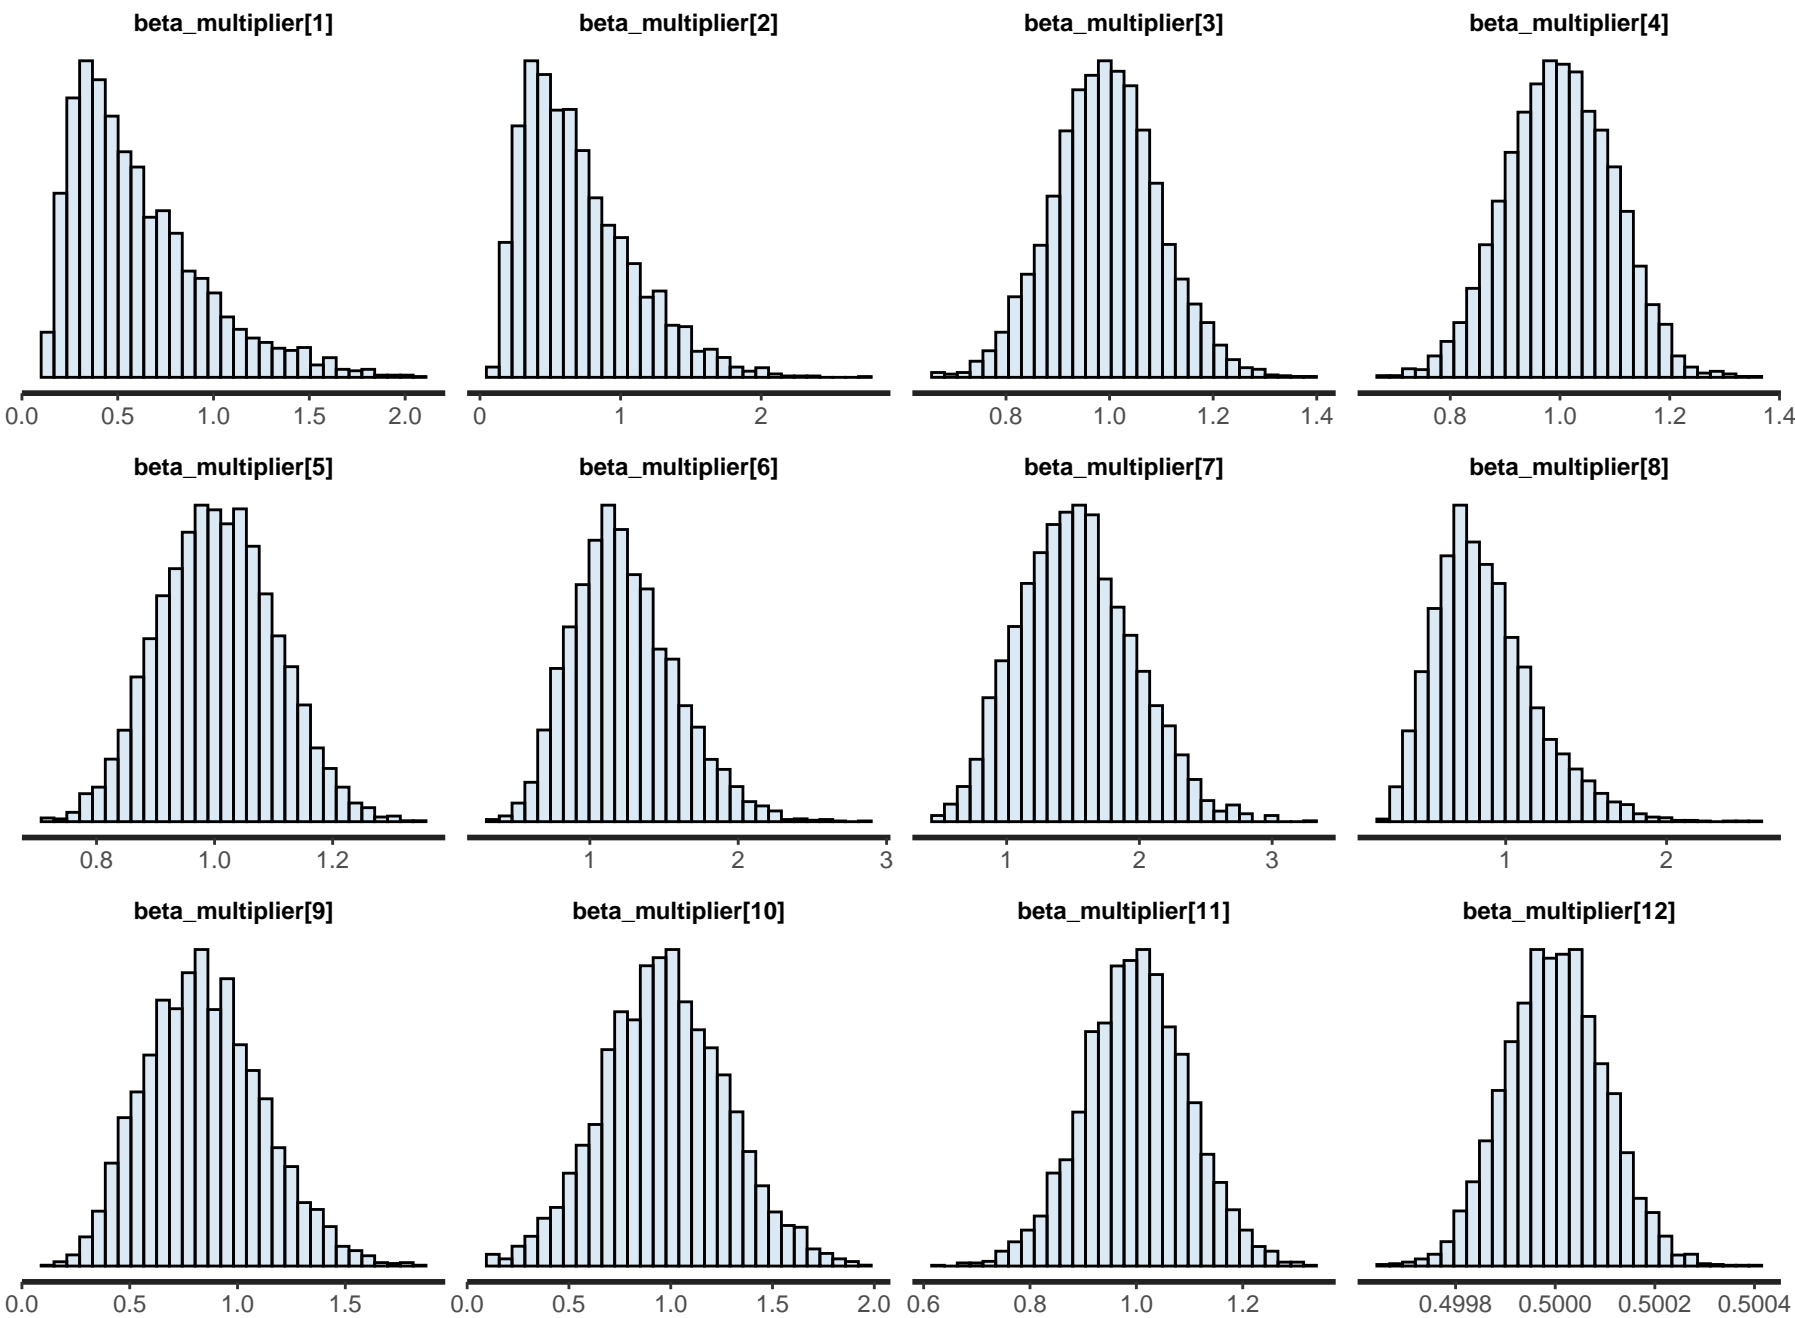 beta_multiplier[1] beta_multiplier[2] beta_multiplier[3] beta_multiplier[4]
0.0 0.5 1.0 1.5 2.0 0 1 2 0.8 1.0 1.2 1.4 0.8 1.0 1.2 1.4
beta_multiplier[5] beta_multiplier[6] beta_multiplier[7] beta_multiplier[8]
0.8 1.0 1.2 1 2 3 1 2 3 1 2
beta_multiplier[9] beta_multiplier[10] beta_multiplier[11] beta_multiplier[12]
0.0 0.5 1.0 1.5 0.0 0.5 1.0 1.5 2.0 0.6 0.8 1.0 1.2 0.4998 0.5000 0.5002 0.5004